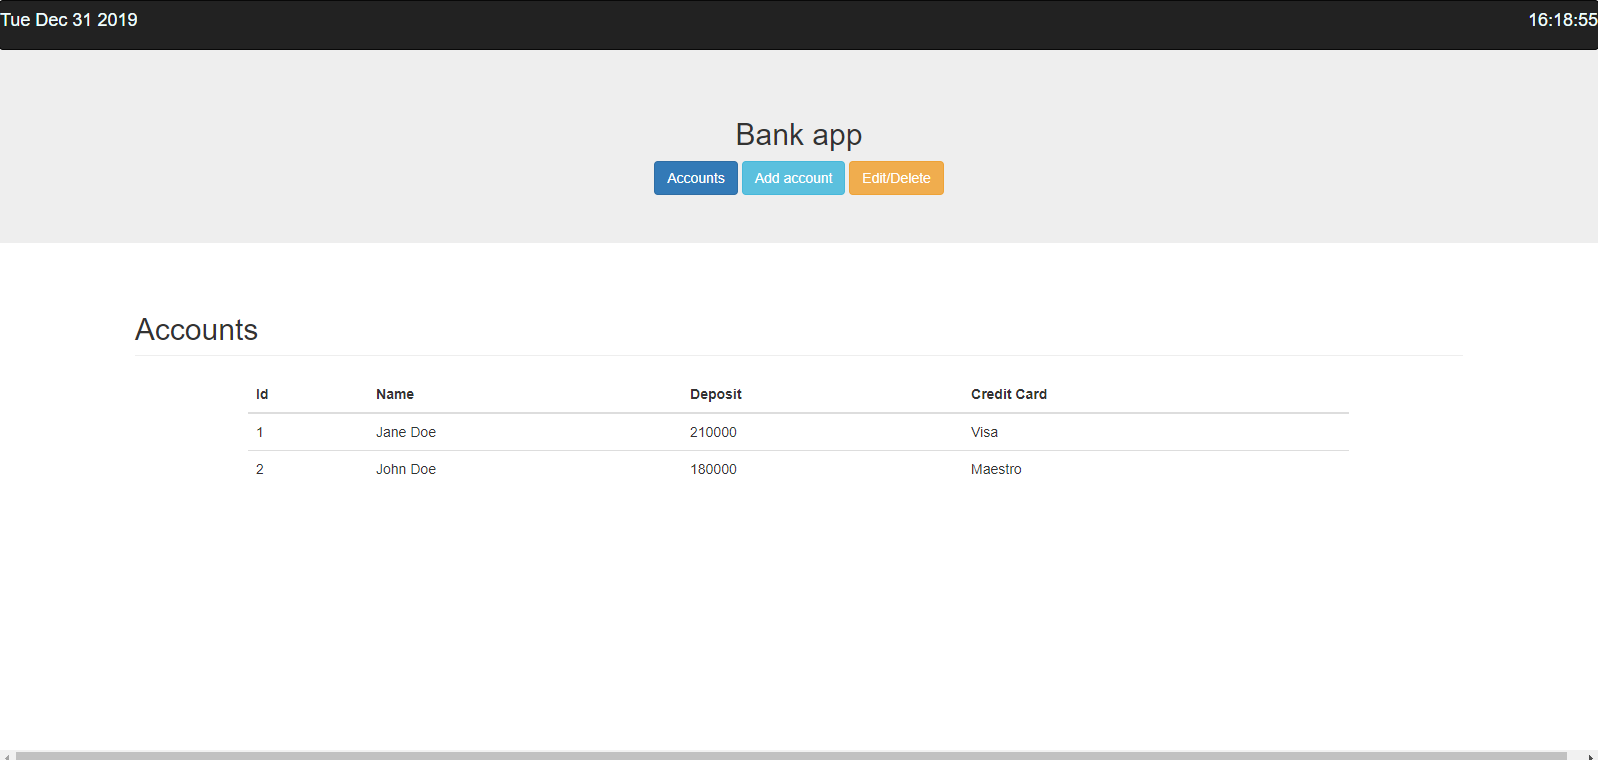 Tue Dec 31 2019 16:18:55
Bank app
Accounts Add account Edit/Delete
Accounts
Id Name Deposit Credit Card
1 Jane Doe 210000 Visa
2 John Doe 180000 Maestro